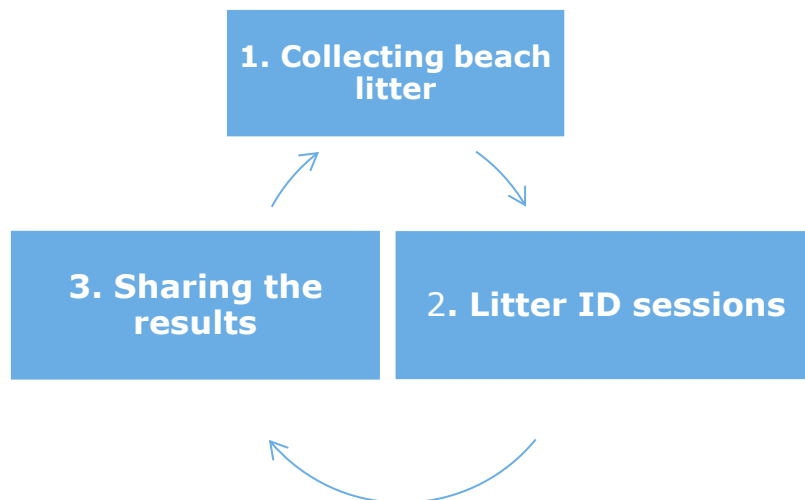 1. Collecting beach
litter
3. Sharing the
results
2. Litter ID sessions